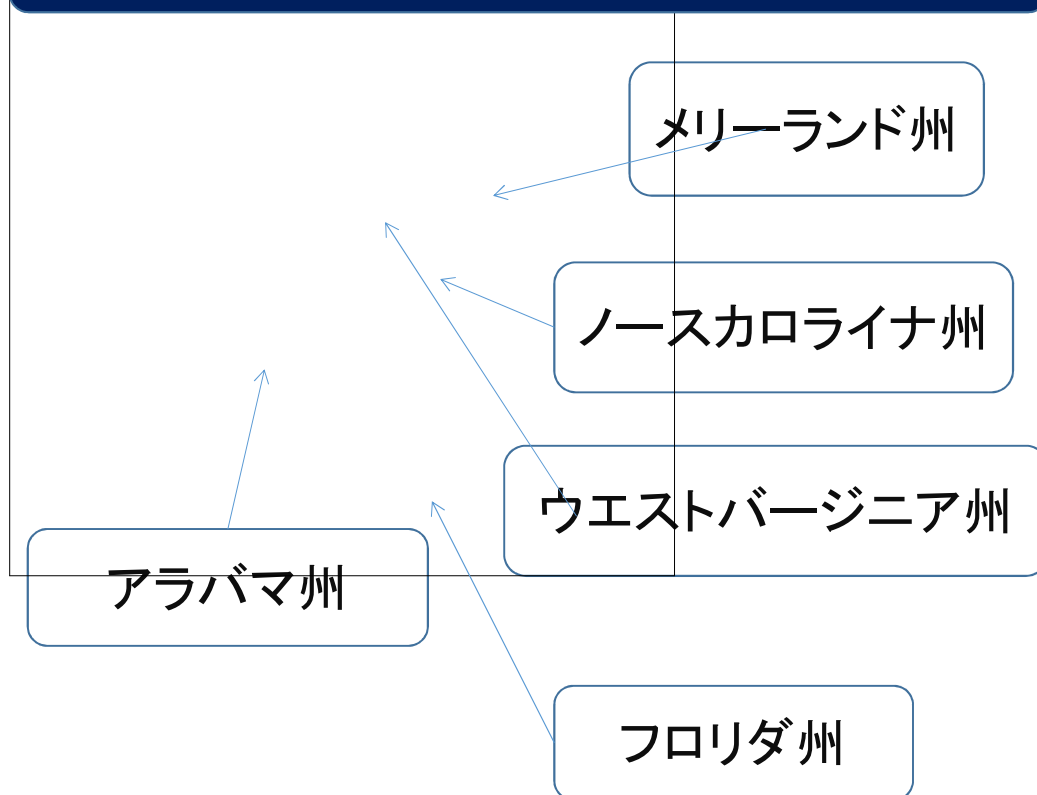 メリーランド州
ノースカロライナ州
ウエストバージニア州
アラバマ州
フロリダ州